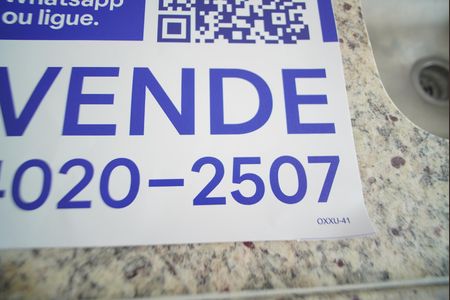 Whatsapp
ou ligue.
VENDE
4020-2507
OXXU-41